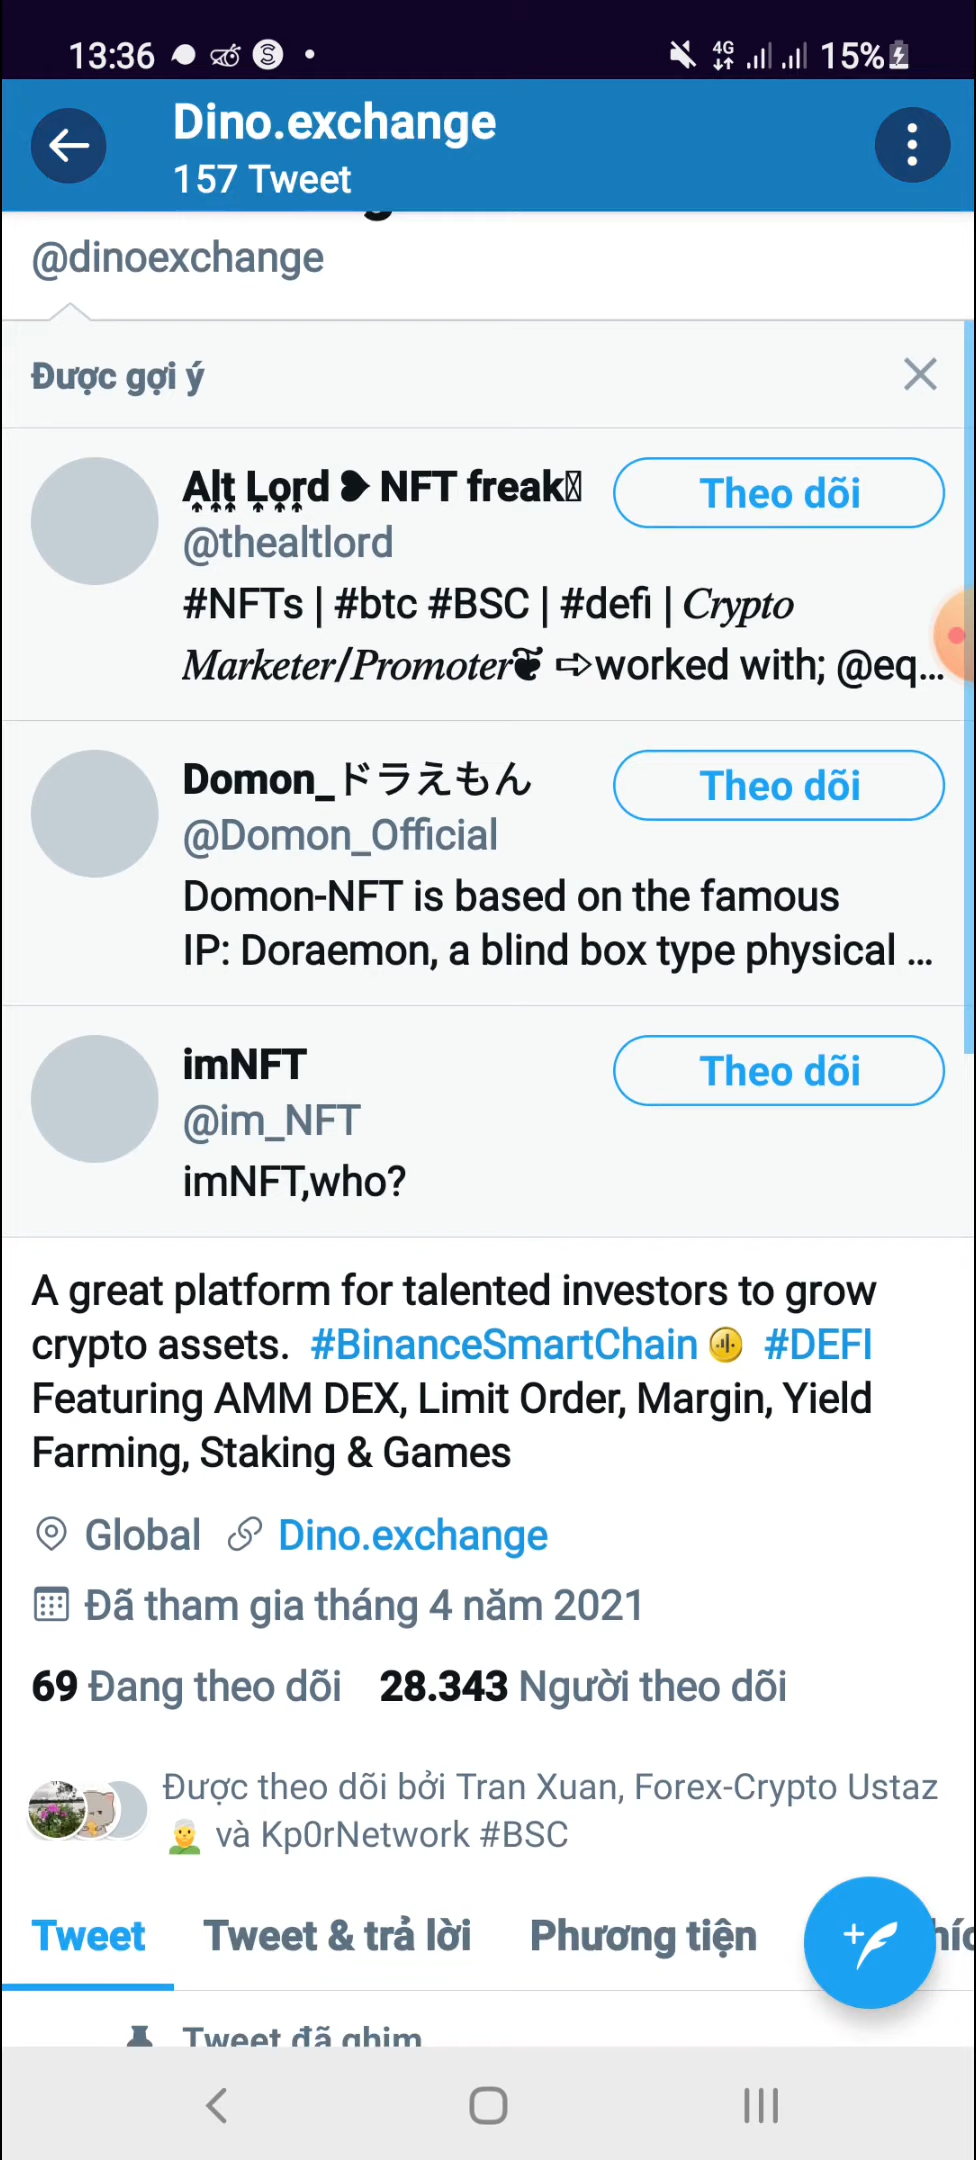 13:36
4G
15%
Dino.exchange
157 Tweet
@dinoexchange
Được gợi ý
Ạḷṭ Ḷọṛd ❥ NFT freak
Theo dõi
@thealtlord
#NFTs | #btc #BSC | #defi | 𝐶𝑟𝑦𝑝𝑡𝑜
𝑀𝑎𝑟𝑘𝑒𝑡𝑒𝑟/𝑃𝑟𝑜𝑚𝑜𝑡𝑒𝑟❦ ➩worked with; @eq...
Domon_ドラえもん
Theo dõi
@Domon_Official
Domon-NFT is based on the famous
IP: Doraemon, a blind box type physical ...
imNFT
Theo dõi
@im_NFT
imNFT,who?
A great platform for talented investors to grow
crypto assets. #BinanceSmartChain #DEFI
Featuring AMM DEX, Limit Order, Margin, Yield
Farming, Staking & Games
Global Dino.exchange
Đã tham gia tháng 4 năm 2021
69 Đang theo dõi 28.343 Người theo dõi
Được theo dõi bởi Tran Xuan, Forex-Crypto Ustaz
👳 và Kp0rNetwork #BSC
Tweet Tweet & trả lời Phương tiện
Tweet đã ghim